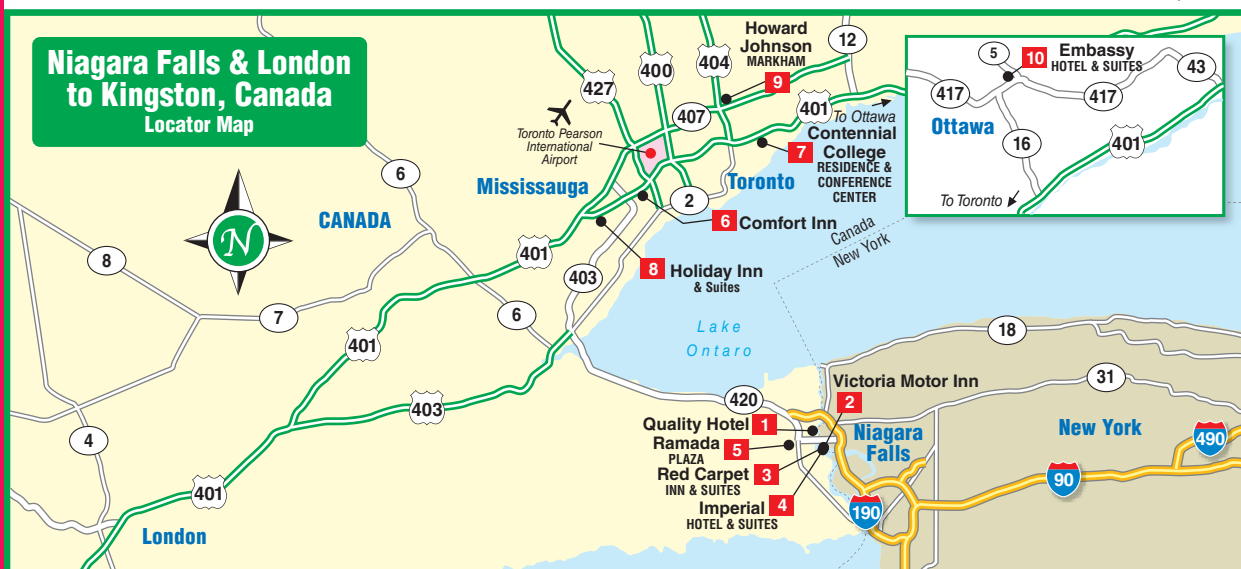 Niagara Falls & London
to Kingston, Canada
Locator Map
N
CANADA
Mississauga
Toronto
London
Toronto Pearson
International
Airport
Howard
Johnson
MARKHAM
9
12
427
400
404
407
401
To Ottawa
Contennial
College
RESIDENCE &
CONFERENCE
CENTER
7
2
6 Comfort Inn
8 Holiday Inn
& Suites
Canada
New York
6
8
7
401
403
6
401
403
4
401
Lake
Ontaro
5
10 Embassy
HOTEL & SUITES
43
417
417
Ottawa
16
401
To Toronto
18
31
420
Victoria Motor Inn
2
Quality Hotel 1
Ramada 5
PLAZA
Red Carpet 3
INN & SUITES
Imperial 4
HOTEL & SUITES
Niagara
Falls
New York
490
90
190